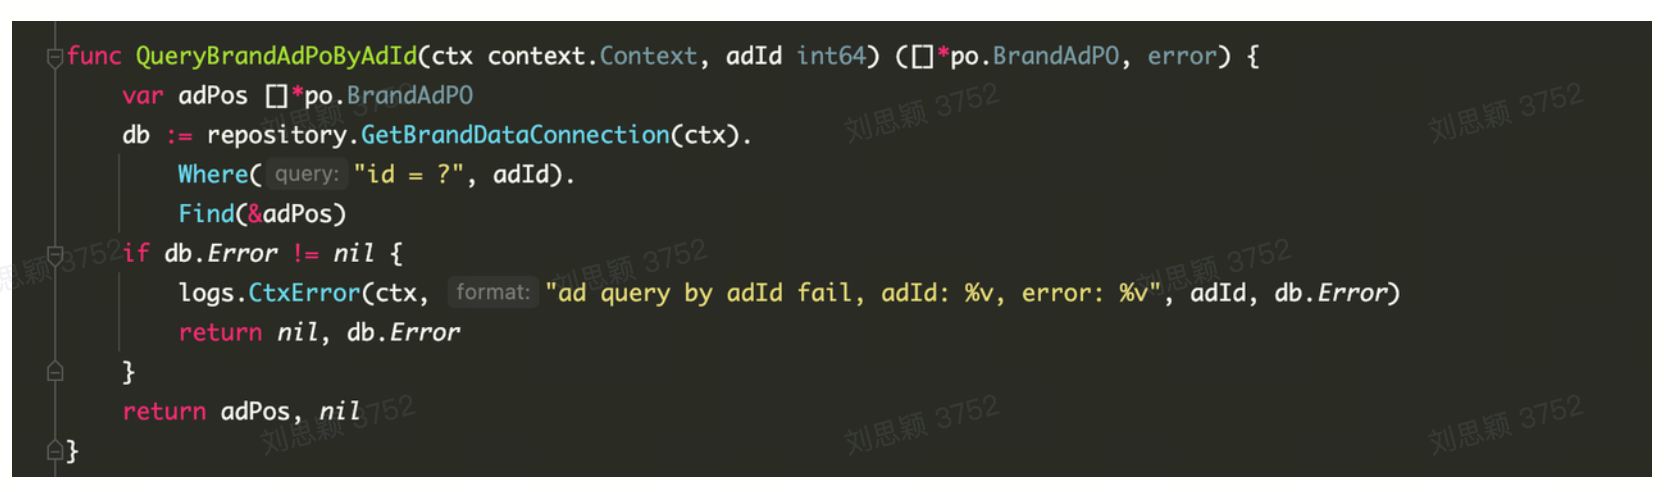 func QueryBrandAdPoByAdId(ctx context.Context, adId int64) ([]*po.BrandAdPO, error) {
    var adPos []*po.BrandAdPO
    db := repository.GetBrandDataConnection(ctx).
        Where( query: "id = ?", adId).
        Find(&adPos)
    if db.Error != nil {
        logs.CtxError(ctx, format: "ad query by adId fail, adId: %v, error: %v", adId, db.Error)
        return nil, db.Error
    }
    return adPos, nil
}
刘思颖 3752
刘思颖 3752
刘思颖 3752
思颖 3752
刘思颖 3752
刘思颖 3752
刘思颖 3752
刘思颖 3752
刘思颖 3752